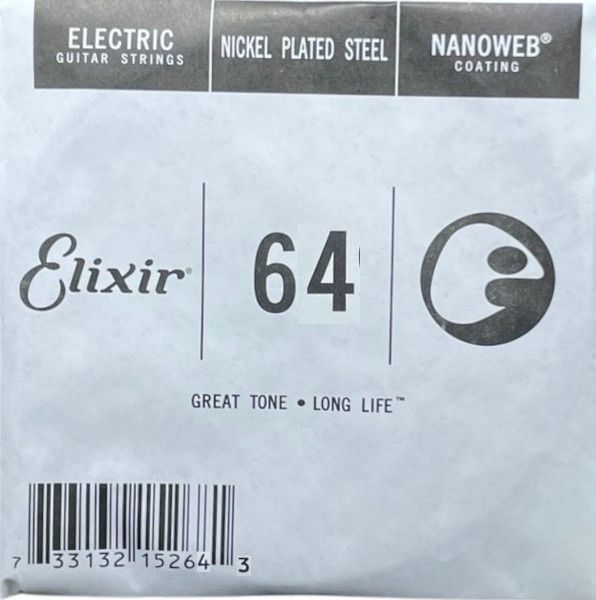 ELECTRIC
GUITAR STRINGS
NICKEL PLATED STEEL
NANOWEB®
COATING
Elixir®
64
GREAT TONE • LONG LIFE™
7 33132 15264 3